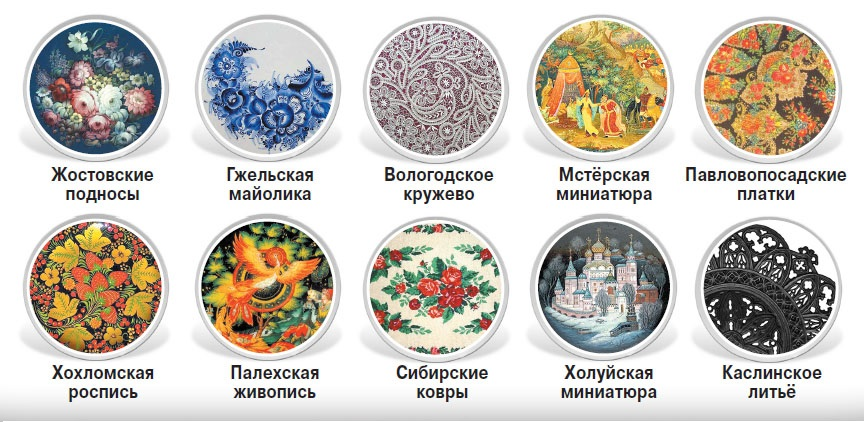 Жостовские
подносы
Гжельская
майолика
Вологодское
кружево
Мстёрская
миниатюра
Павловопосадские
платки
Хохломская
роспись
Палехская
живопись
Сибирские
ковры
Холуйская
миниатюра
Каслинское
литьё